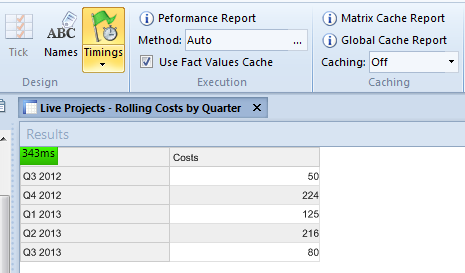 Tick
ABC
Names
Timings
Design
Peformance Report
Method: Auto ...
Use Fact Values Cache
Execution
Matrix Cache Report
Global Cache Report
Caching: Off
Caching
Live Projects - Rolling Costs by Quarter
Results
343ms Costs
Q3 2012 50
Q4 2012 224
Q1 2013 125
Q2 2013 216
Q3 2013 80